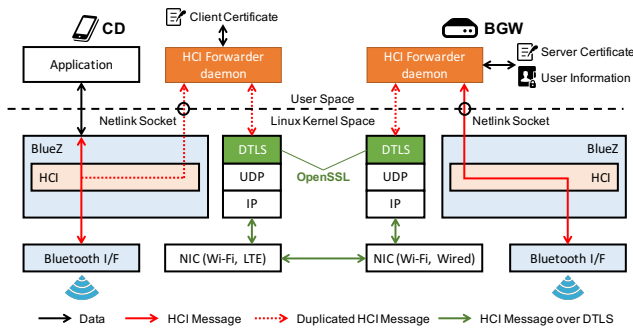 Client Certificate
CD
BGW
Application
HCI Forwarder
daemon
HCI Forwarder
daemon
Server Certificate
User Information
User Space
Netlink Socket
Linux Kernel Space
Netlink Socket
BlueZ
HCI
DTLS
UDP
IP
OpenSSL
DTLS
UDP
IP
BlueZ
HCI
Bluetooth I/F
NIC (Wi-Fi, LTE)
NIC (Wi-Fi, Wired)
Bluetooth I/F
Data
HCI Message
Duplicated HCI Message
HCI Message over DTLS